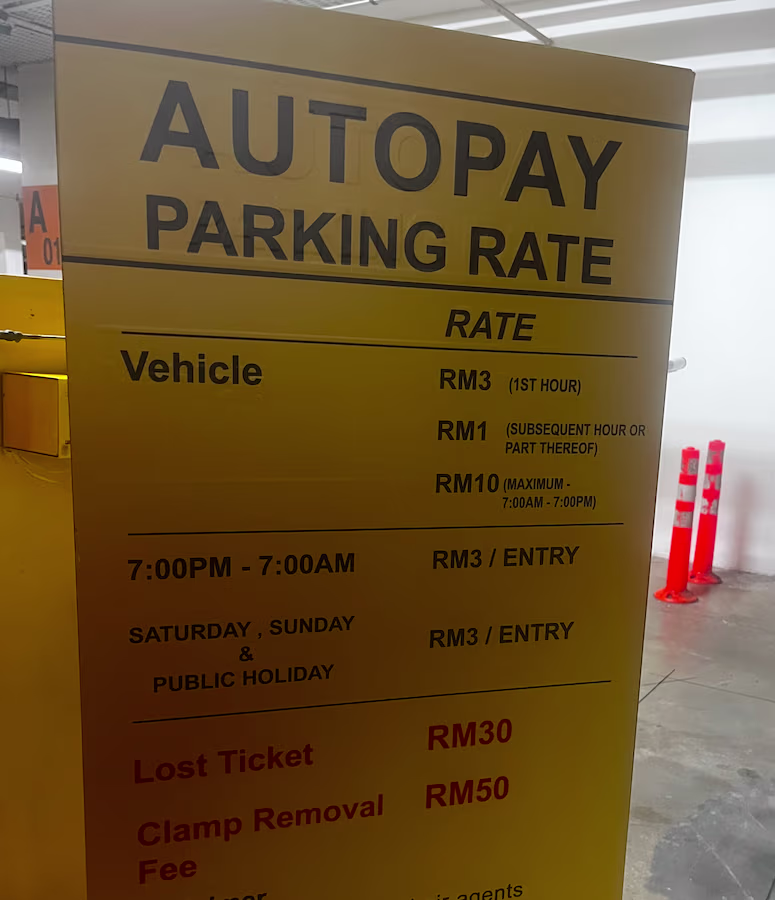 AUTOPAY
PARKING RATE
A
01
RATE
Vehicle RM3 (1ST HOUR)
RM1 (SUBSEQUENT HOUR OR
PART THEREOF)
RM10 (MAXIMUM -
7:00AM - 7:00PM)
7:00PM - 7:00AM RM3 / ENTRY
SATURDAY , SUNDAY
&
PUBLIC HOLIDAY
RM3 / ENTRY
Lost Ticket RM30
Clamp Removal
Fee
RM50
agents